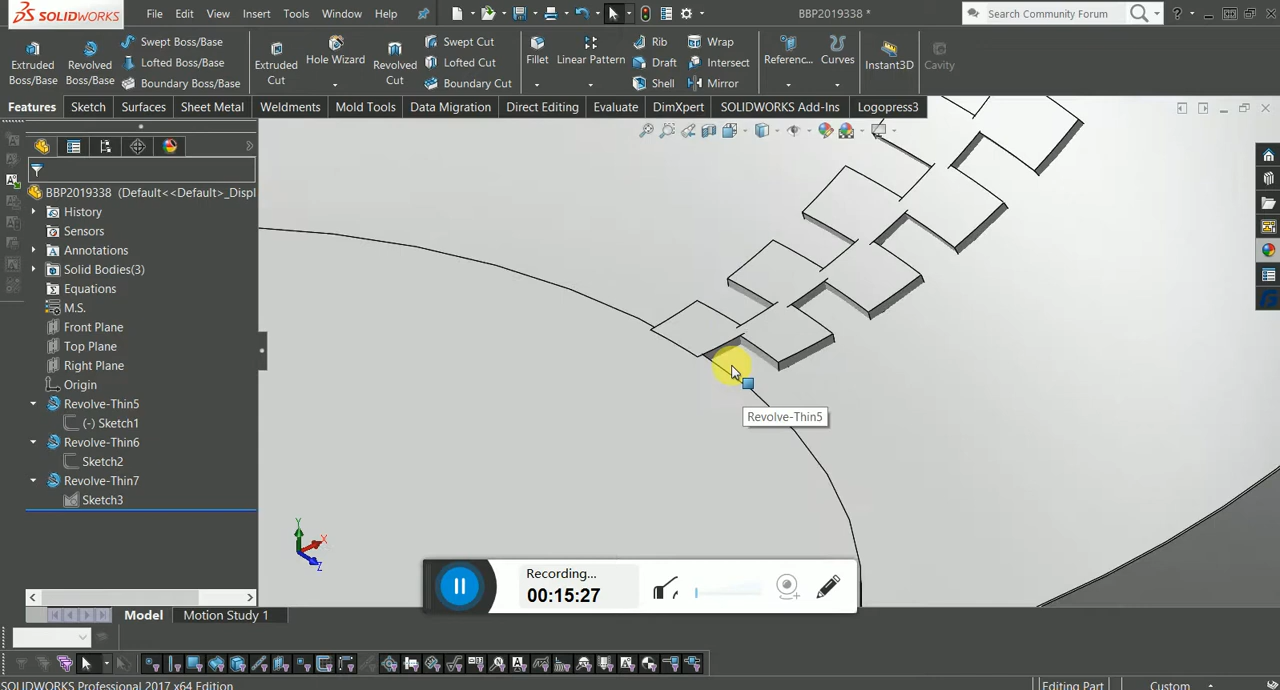 SOLIDWORKS
File
Edit
View
Insert
Tools
Window
Help
BBP2019338 *
Search Community Forum
Extruded Boss/Base
Revolved Boss/Base
Swept Boss/Base
Lofted Boss/Base
Boundary Boss/Base
Extruded Cut
Hole Wizard
Revolved Cut
Swept Cut
Lofted Cut
Boundary Cut
Fillet
Linear Pattern
Rib
Draft
Shell
Wrap
Intersect
Mirror
Referenc...
Curves
Instant3D
Cavity
Features
Sketch
Surfaces
Sheet Metal
Weldments
Mold Tools
Data Migration
Direct Editing
Evaluate
DimXpert
SOLIDWORKS Add-Ins
Logopress3
BBP2019338 (Default<<Default>_Displ
History
Sensors
Annotations
Solid Bodies(3)
Equations
M.S.
Front Plane
Top Plane
Right Plane
Origin
Revolve-Thin5
(-) Sketch1
Revolve-Thin6
Sketch2
Revolve-Thin7
Sketch3
Revolve-Thin5
Y
X
Z
Recording...
00:15:27
Model
Motion Study 1
SOLIDWORKS Professional 2017 x64 Edition
Editing Part
Custom